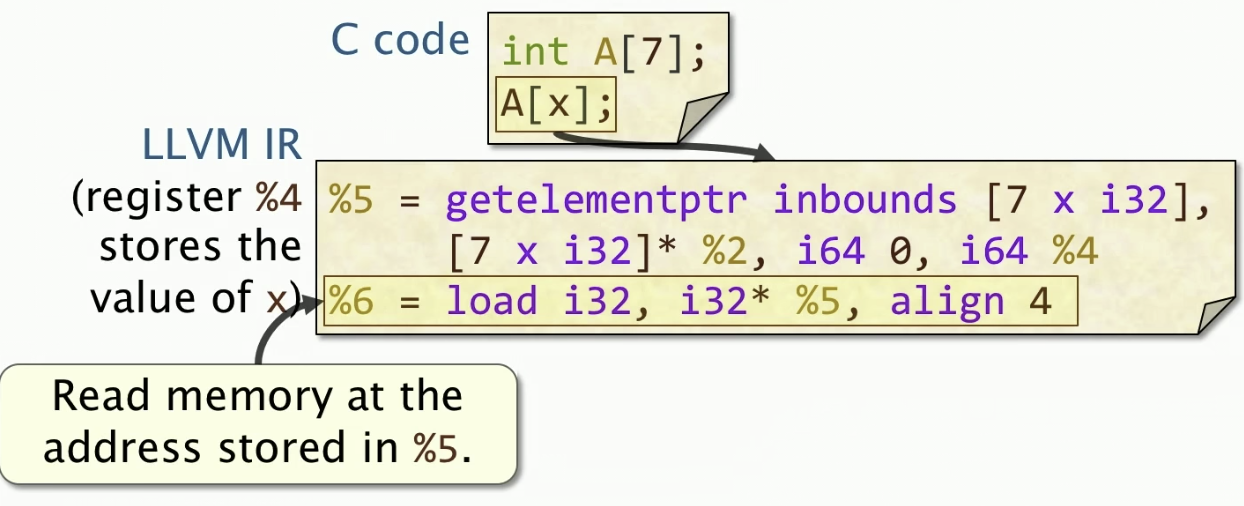 C code
int A[7];
A[x];
LLVM IR
(register %4
stores the
value of x)
%5 = getelementptr inbounds [7 x i32],
[7 x i32]* %2, i64 0, i64 %4
%6 = load i32, i32* %5, align 4
Read memory at the
address stored in %5.